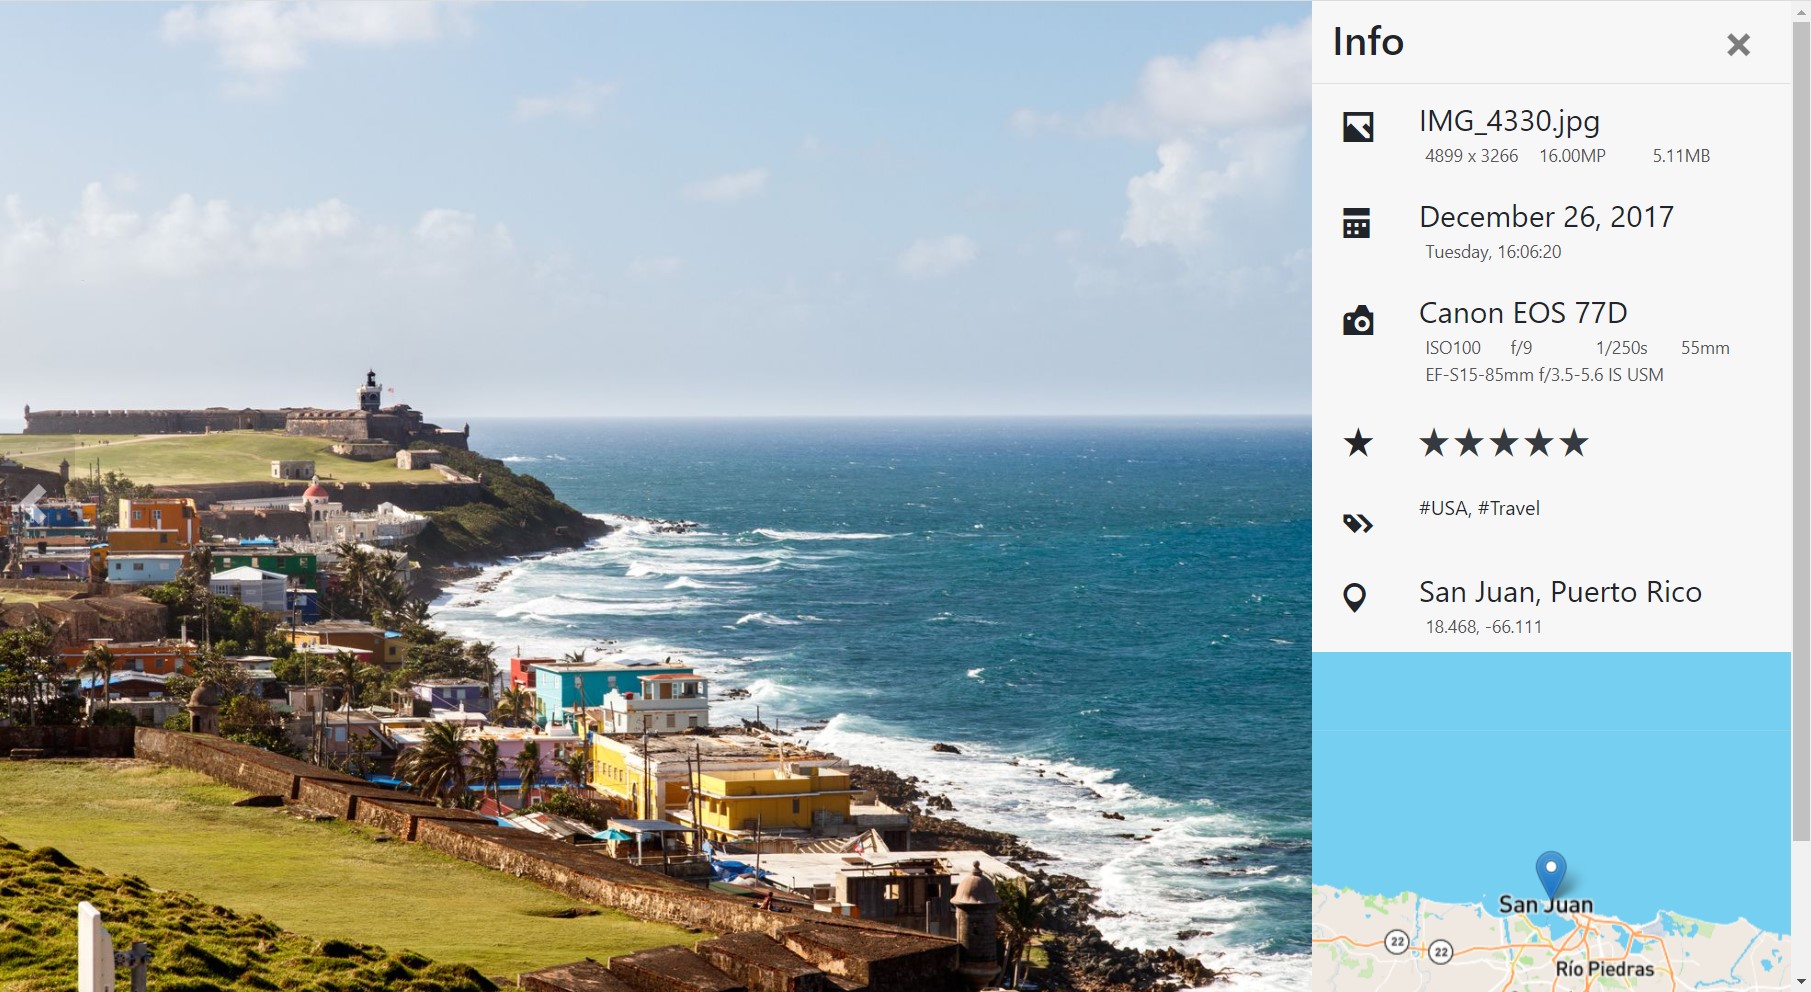 Info
IMG_4330.jpg
4899 x 3266 16.00MP 5.11MB
December 26, 2017
Tuesday, 16:06:20
Canon EOS 77D
ISO100 f/9 1/250s 55mm
EF-S15-85mm f/3.5-5.6 IS USM
#USA, #Travel
San Juan, Puerto Rico
18.468, -66.111
San Juan
22
22
Río Piedras